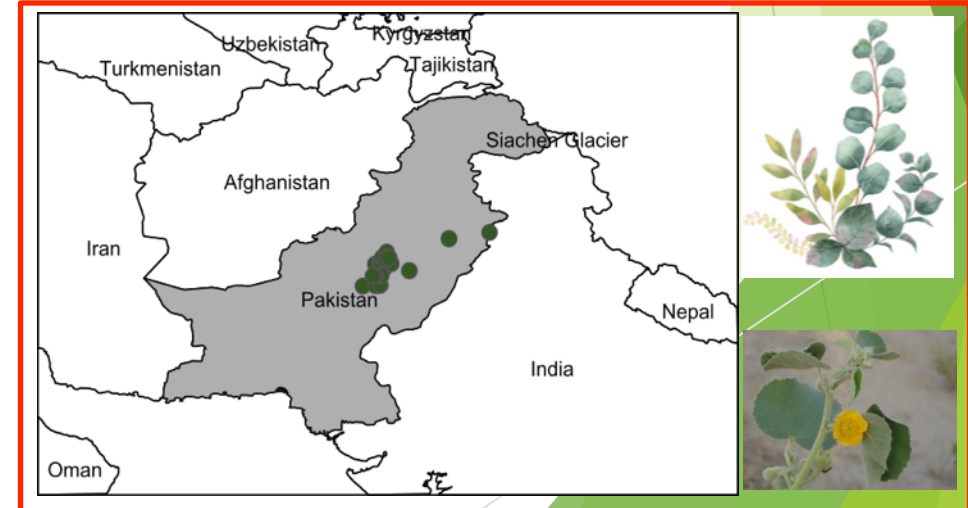 Uzbekistan
Kyrgyzstan
Turkmenistan
Tajikistan
Siachen Glacier
Afghanistan
Iran
Pakistan
Nepal
India
Oman